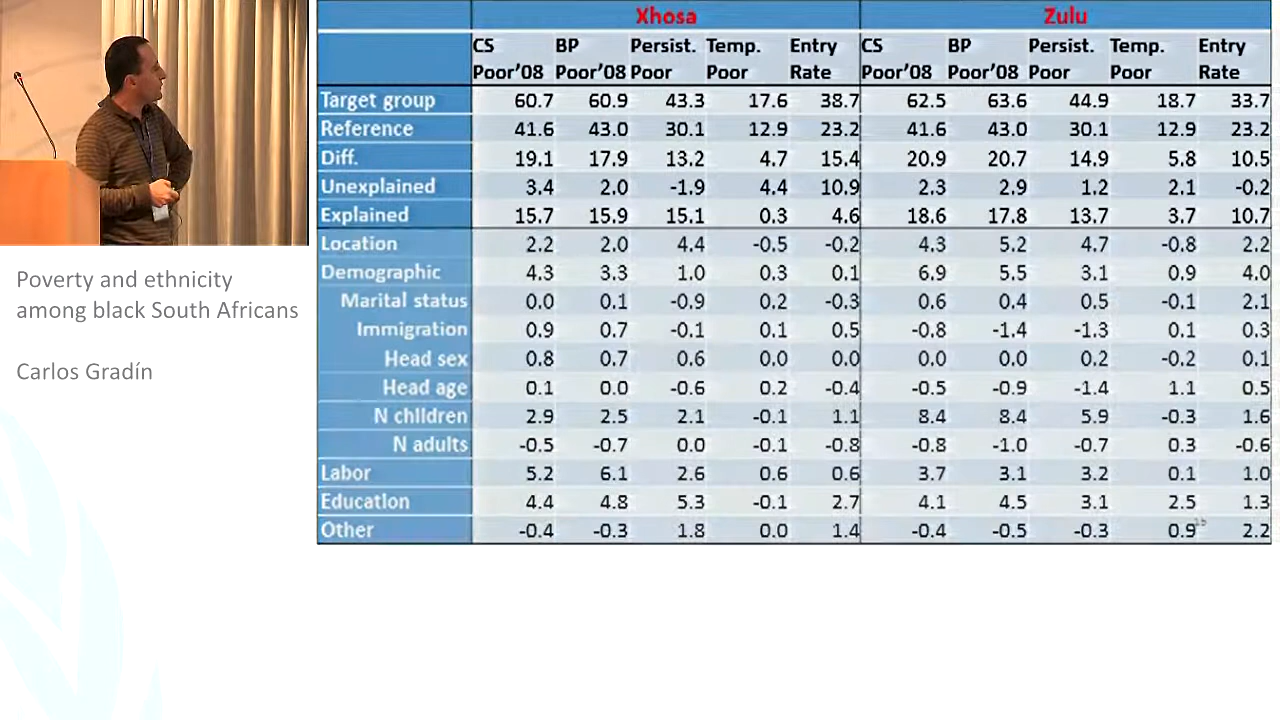 Xhosa Zulu
CS BP Persist. Temp. Entry CS BP Persist. Temp. Entry
Poor'08 Poor'08 Poor Poor Rate Poor'08 Poor'08 Poor Poor Rate
Target group 60.7 60.9 43.3 17.6 38.7 62.5 63.6 44.9 18.7 33.7
Reference 41.6 43.0 30.1 12.9 23.2 41.6 43.0 30.1 12.9 23.2
Diff. 19.1 17.9 13.2 4.7 15.4 20.9 20.7 14.9 5.8 10.5
Unexplained 3.4 2.0 -1.9 4.4 10.9 2.3 2.9 1.2 2.1 -0.2
Explained 15.7 15.9 15.1 0.3 4.6 18.6 17.8 13.7 3.7 10.7
Location 2.2 2.0 4.4 -0.5 -0.2 4.3 5.2 4.7 -0.8 2.2
Demographic 4.3 3.3 1.0 0.3 0.1 6.9 5.5 3.1 0.9 4.0
Marital status 0.0 0.1 -0.9 0.2 -0.3 0.6 0.4 0.5 -0.1 2.1
Immigration 0.9 0.7 -0.1 0.1 0.5 -0.8 -1.4 -1.3 0.1 0.3
Head sex 0.8 0.7 0.6 0.0 0.0 0.0 0.0 0.2 -0.2 0.1
Head age 0.1 0.0 -0.6 0.2 -0.4 -0.5 -0.9 -1.4 1.1 0.5
N children 2.9 2.5 2.1 -0.1 1.1 8.4 8.4 5.9 -0.3 1.6
N adults -0.5 -0.7 0.0 -0.1 -0.8 -0.8 -1.0 -0.7 0.3 -0.6
Labor 5.2 6.1 2.6 0.6 0.6 3.7 3.1 3.2 0.1 1.0
Education 4.4 4.8 5.3 -0.1 2.7 4.1 4.5 3.1 2.5 1.3
Other -0.4 -0.3 1.8 0.0 1.4 -0.4 -0.5 -0.3 0.9 2.2
Poverty and ethnicity
among black South Africans
Carlos Gradín